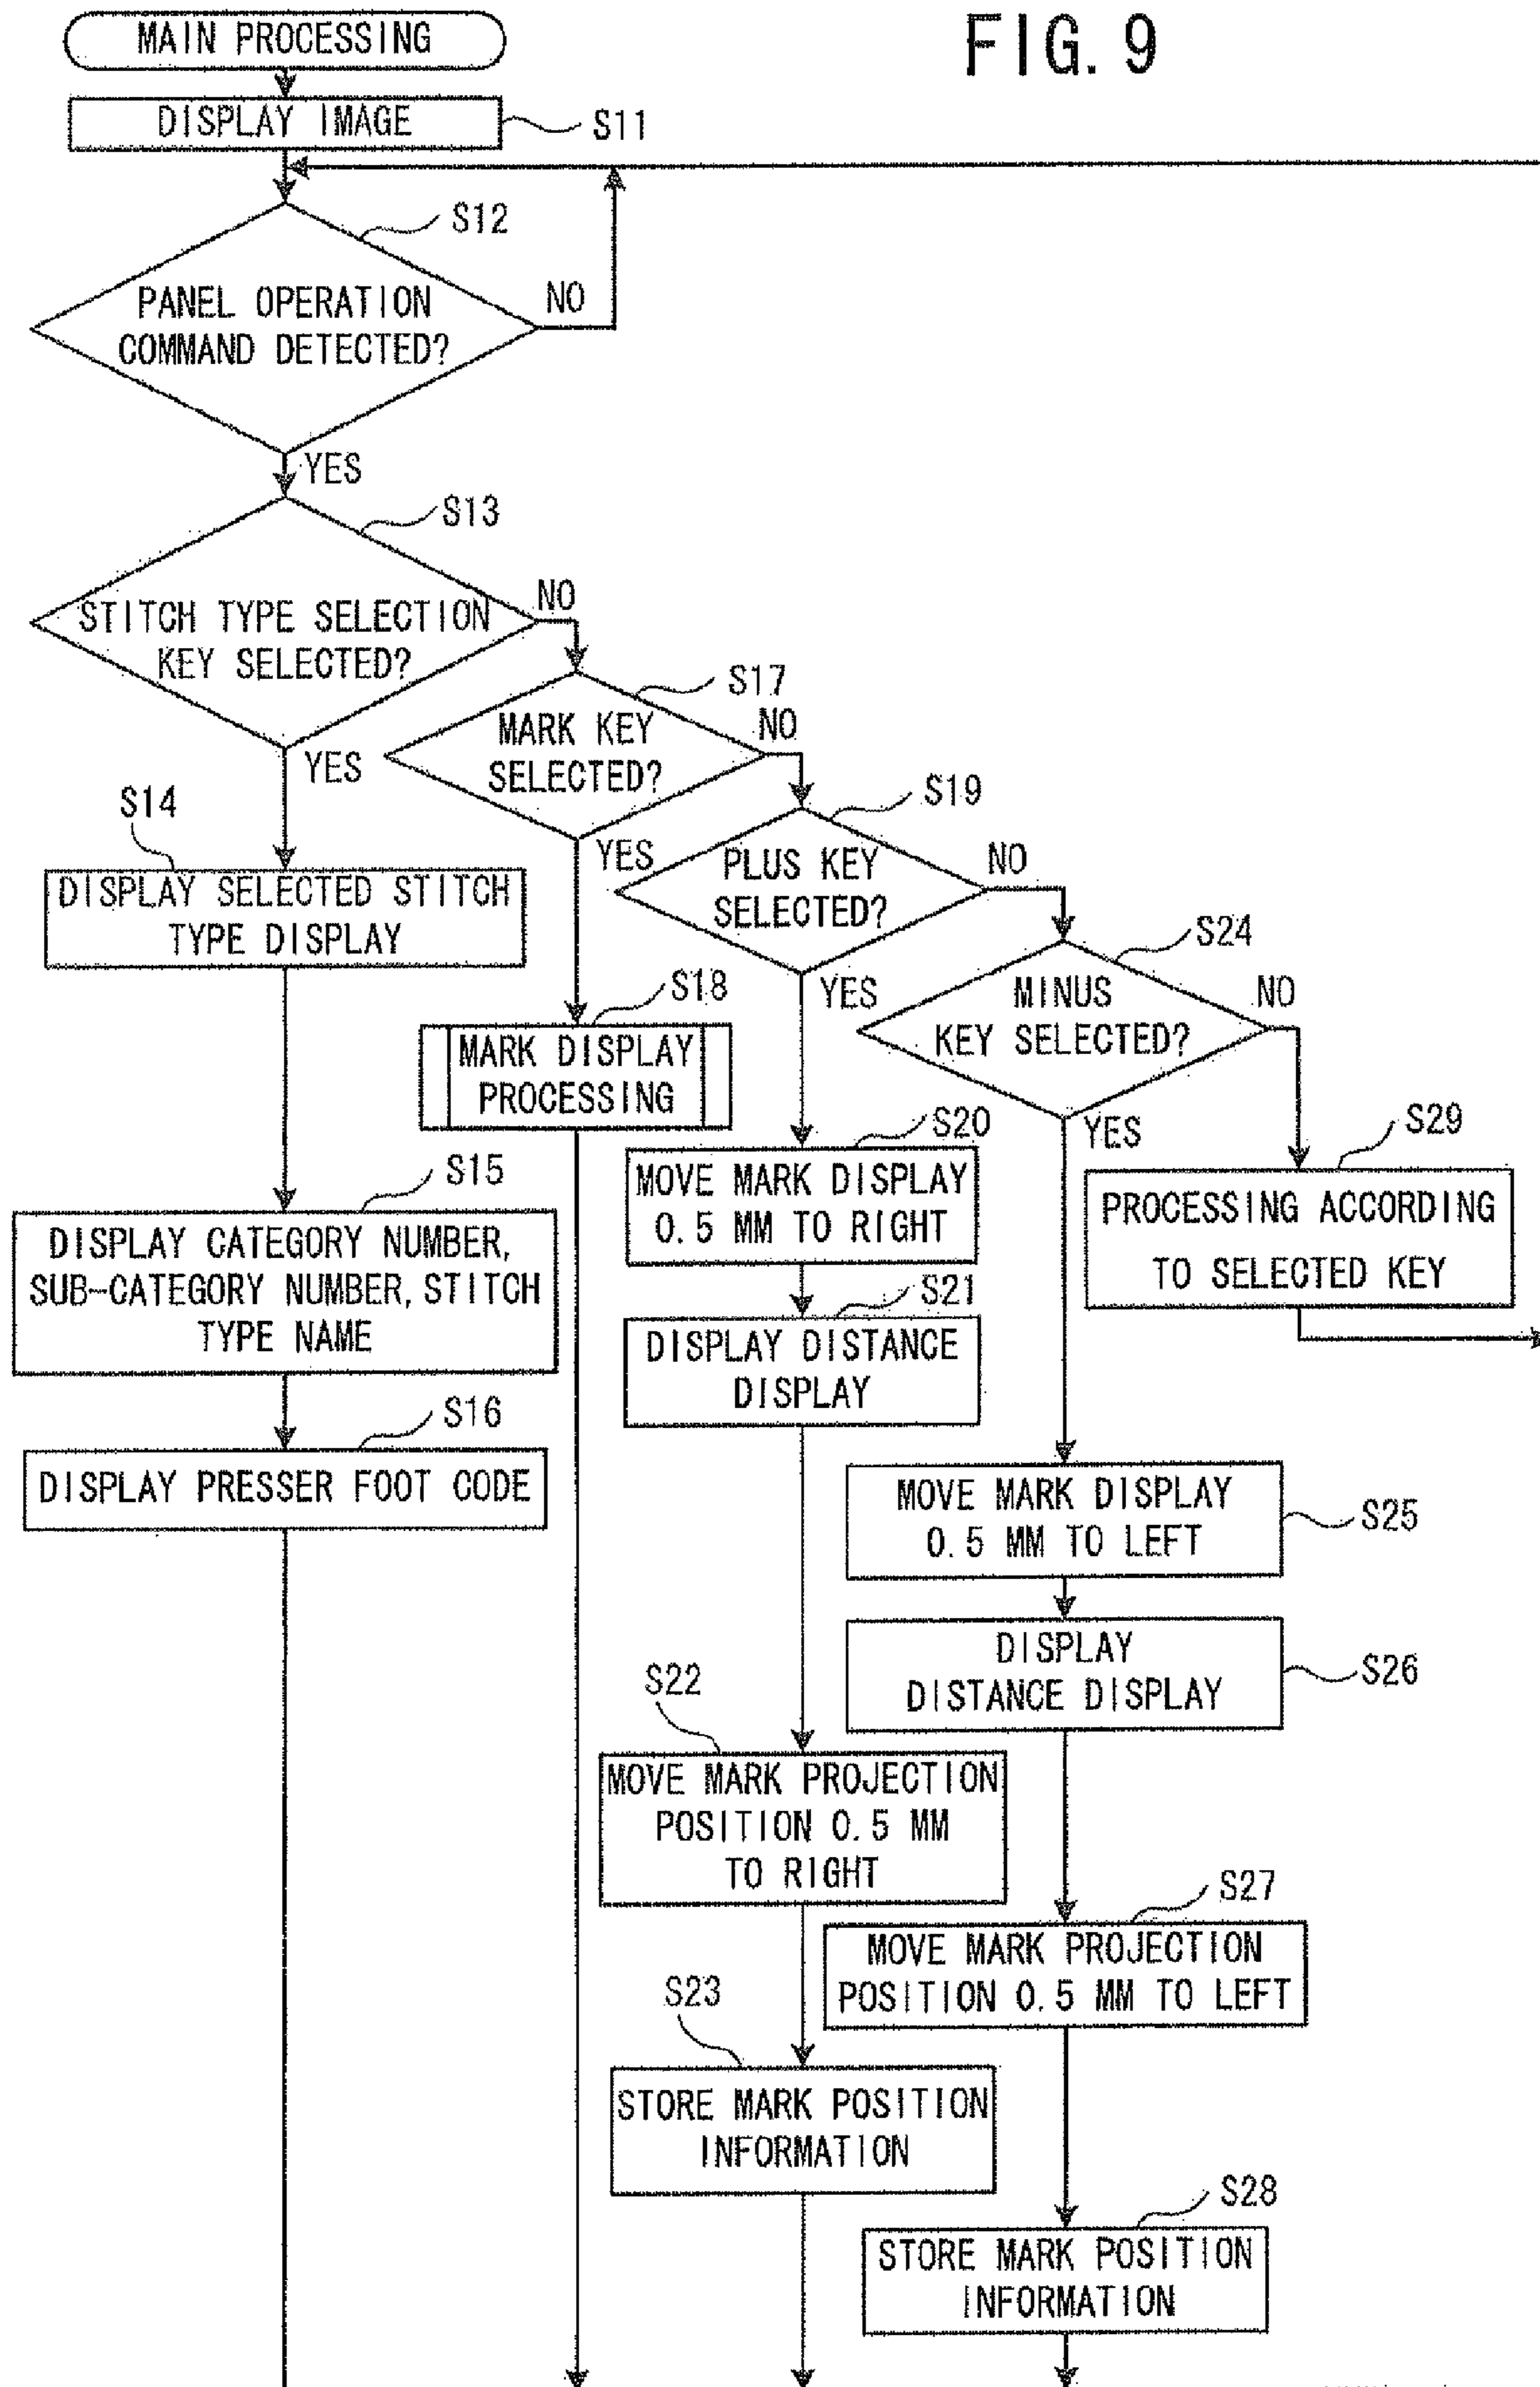 FIG. 9
MAIN PROCESSING
DISPLAY IMAGE
S11
S12
PANEL OPERATION
COMMAND DETECTED?
NO
YES
S13
STITCH TYPE SELECTION
KEY SELECTED?
NO
YES
S17
MARK KEY
SELECTED?
NO
YES
S19
PLUS KEY
SELECTED?
NO
YES
S24
MINUS
KEY SELECTED?
NO
YES
S14
DISPLAY SELECTED STITCH
TYPE DISPLAY
S18
MARK DISPLAY
PROCESSING
S20
MOVE MARK DISPLAY
0.5 MM TO RIGHT
S29
PROCESSING ACCORDING
TO SELECTED KEY
S15
DISPLAY CATEGORY NUMBER,
SUB-CATEGORY NUMBER, STITCH
TYPE NAME
S21
DISPLAY DISTANCE
DISPLAY
S16
DISPLAY PRESSER FOOT CODE
MOVE MARK DISPLAY
0.5 MM TO LEFT
S25
DISPLAY
DISTANCE DISPLAY
S26
S22
MOVE MARK PROJECTION
POSITION 0.5 MM
TO RIGHT
S27
MOVE MARK PROJECTION
POSITION 0.5 MM TO LEFT
S23
STORE MARK POSITION
INFORMATION
S28
STORE MARK POSITION
INFORMATION